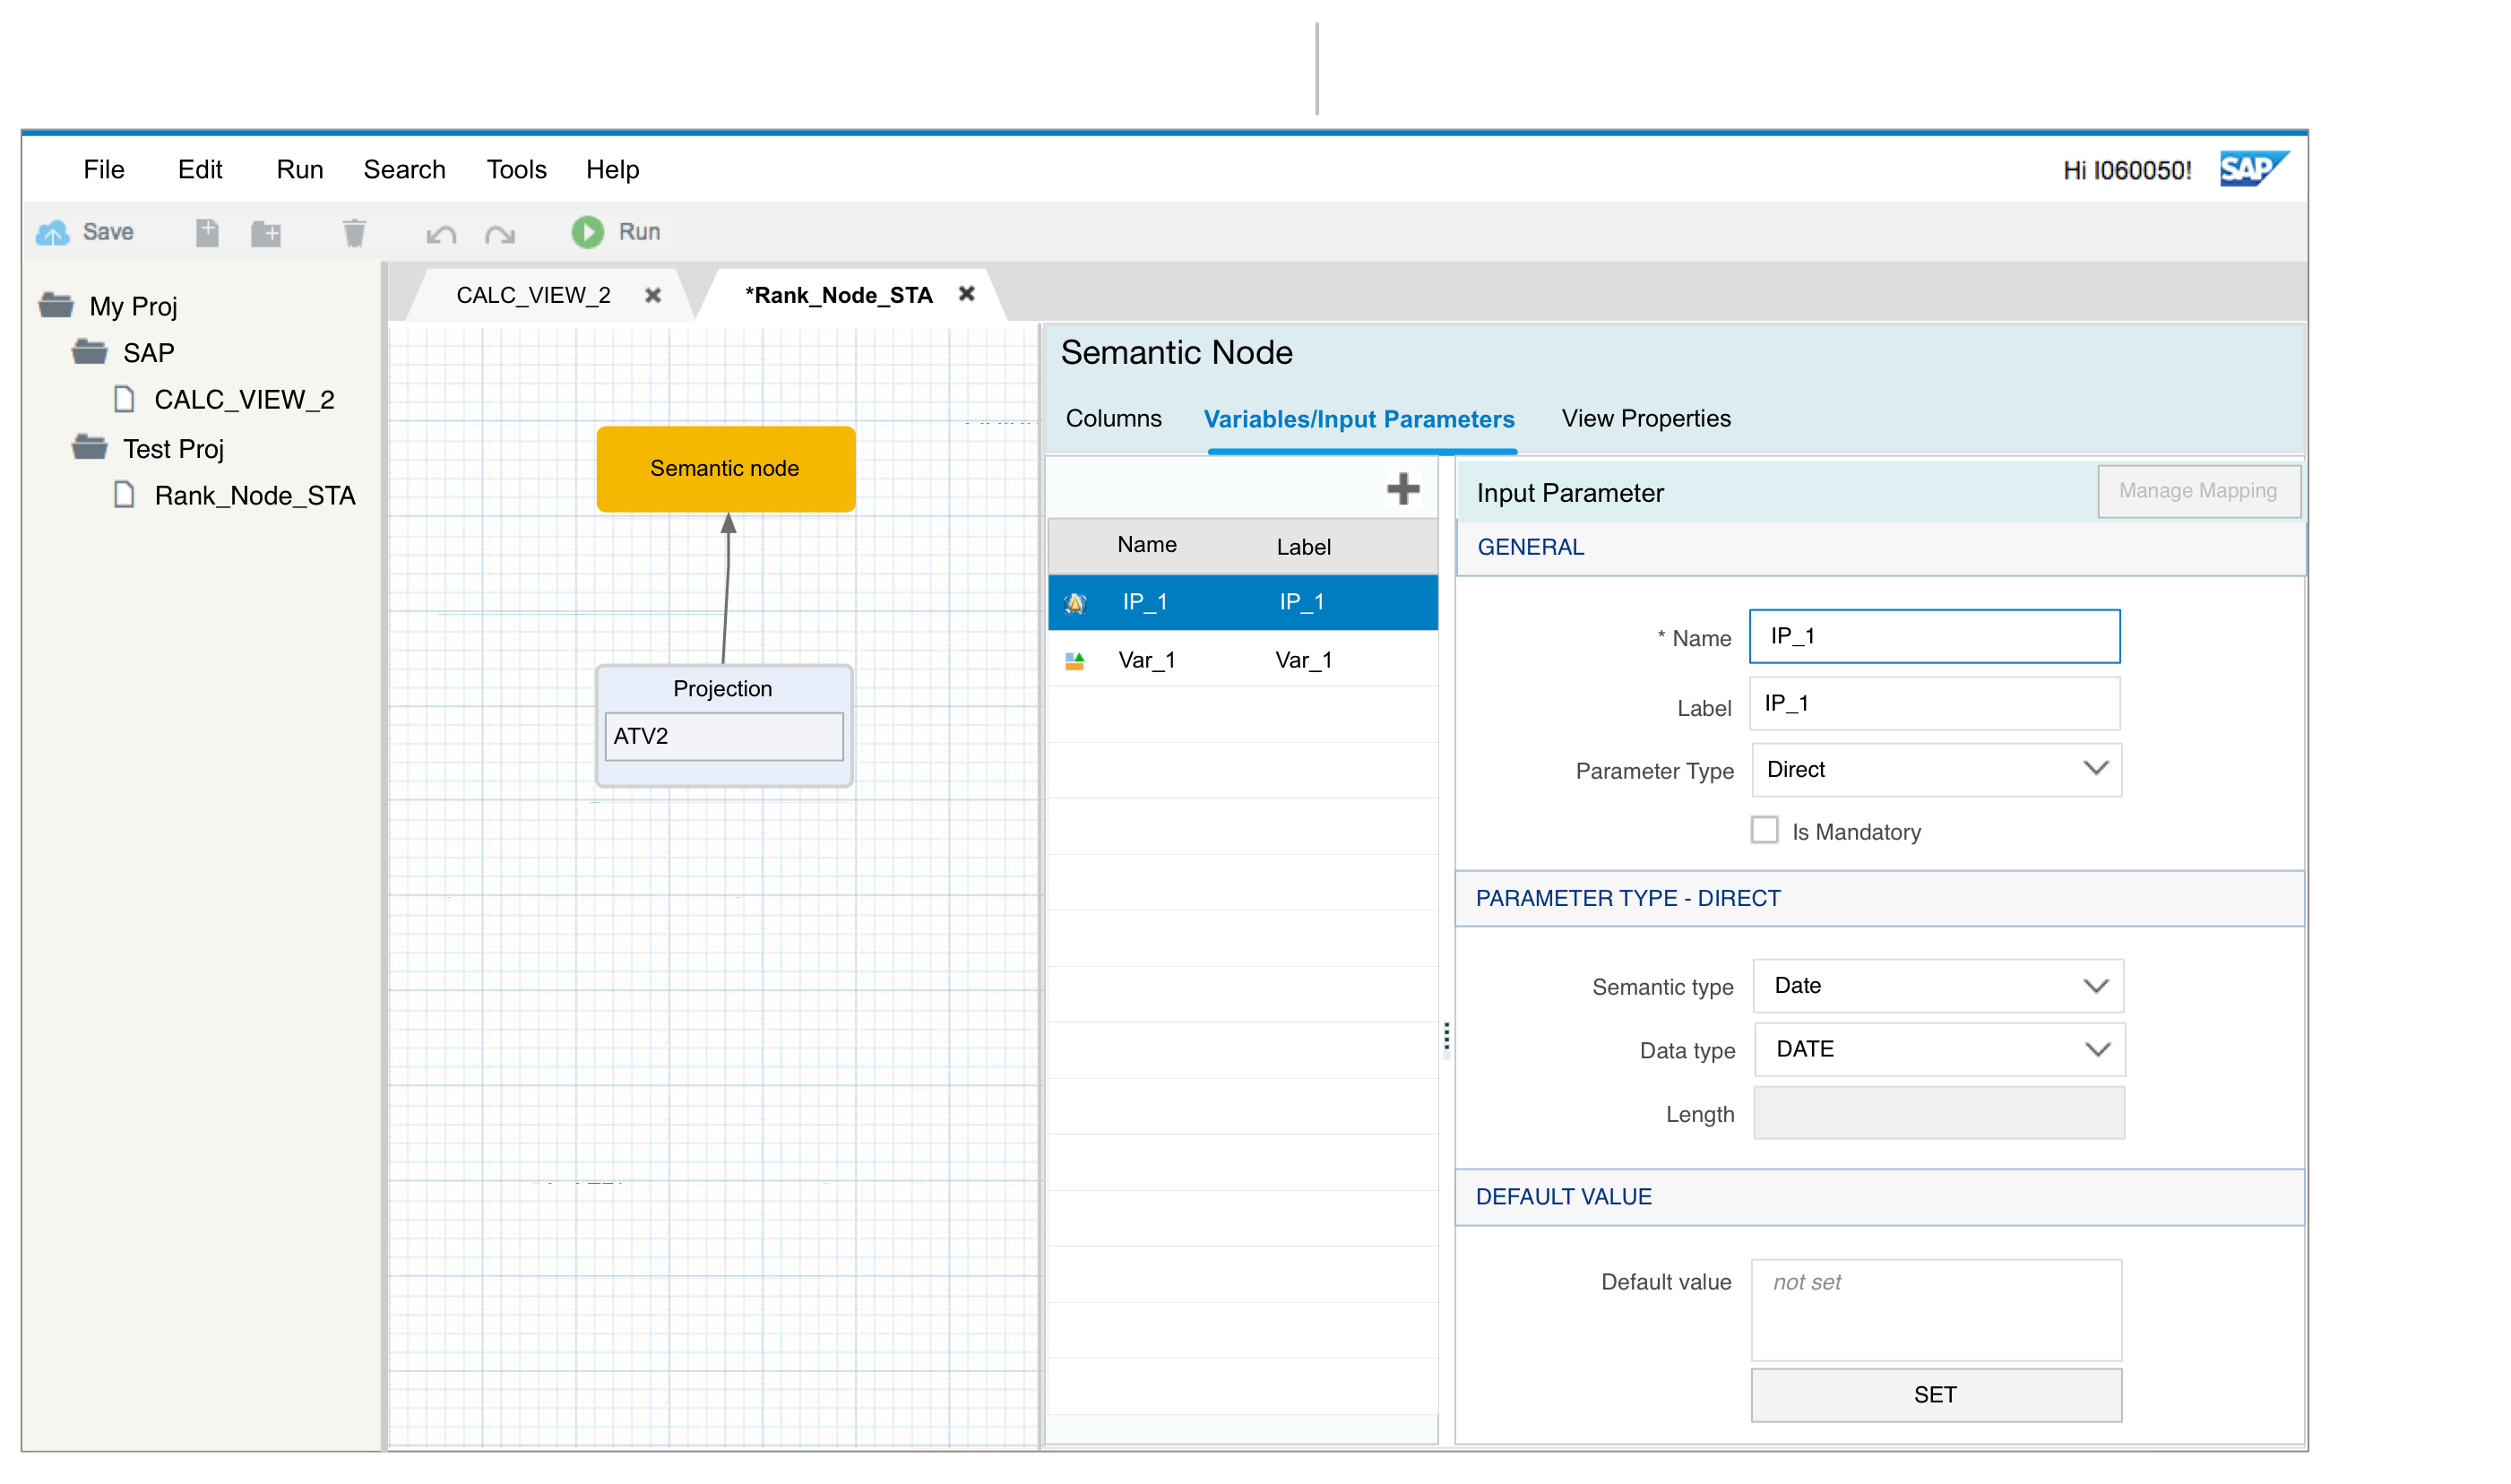 File Edit Run Search Tools Help Hi I060050! SAP
Save Run
My Proj
SAP
CALC_VIEW_2
Test Proj
Rank_Node_STA
CALC_VIEW_2 *Rank_Node_STA
Semantic node
Projection
ATV2
Semantic Node
Columns Variables/Input Parameters View Properties
Name Label
IP_1 IP_1
Var_1 Var_1
Input Parameter Manage Mapping
GENERAL
* Name IP_1
Label IP_1
Parameter Type Direct
Is Mandatory
PARAMETER TYPE - DIRECT
Semantic type Date
Data type DATE
Length
DEFAULT VALUE
Default value not set
SET